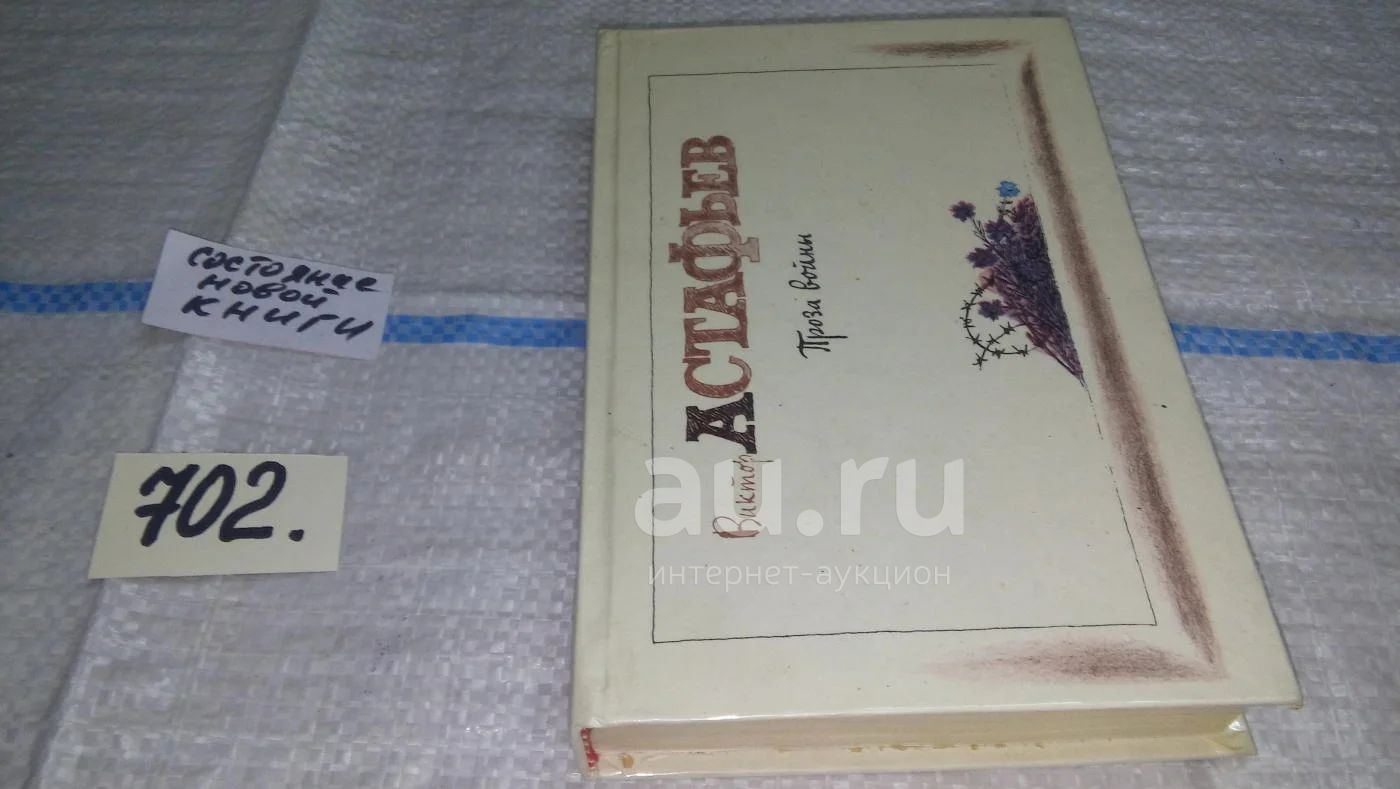 состояние
новой
книги
702.
Виктор АСТАФЬЕВ
Проза войны
au.ru
интернет-аукцион